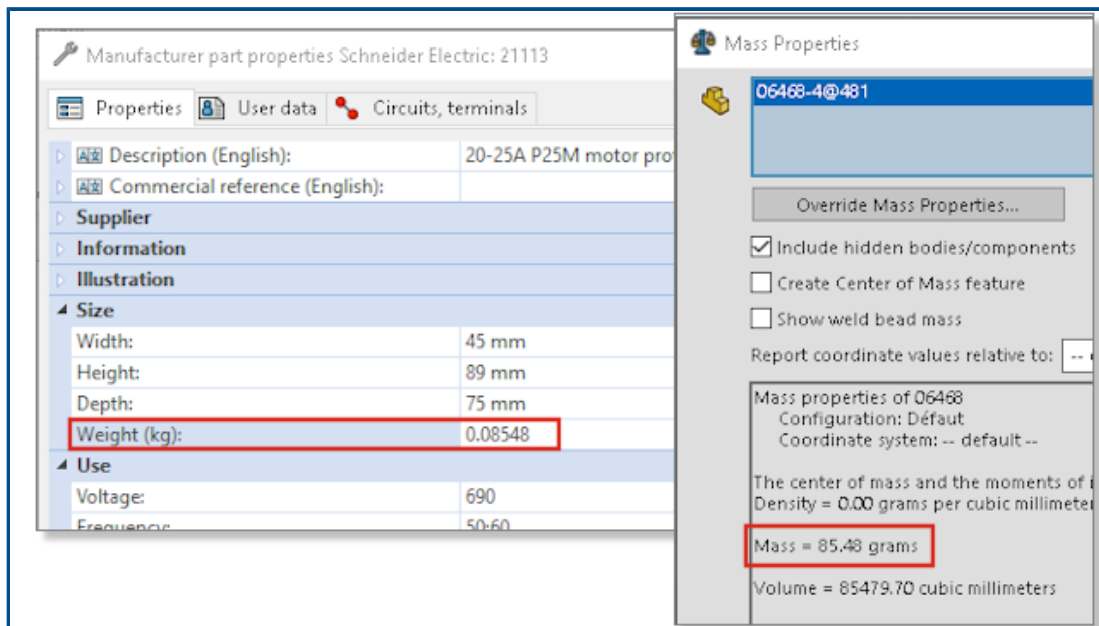 Manufacturer part properties Schneider Electric: 21113
Properties
User data
Circuits, terminals
Description (English):
20-25A P25M motor pro
Commercial reference (English):
Supplier
Information
Illustration
Size
Width:
45 mm
Height:
89 mm
Depth:
75 mm
Weight (kg):
0.08548
Use
Voltage:
690
Frequency:
50-60
Mass Properties
06468-4@481
Override Mass Properties...
Include hidden bodies/components
Create Center of Mass feature
Show weld bead mass
Report coordinate values relative to:
--
Mass properties of 06468
Configuration: Défaut
Coordinate system: -- default --
The center of mass and the moments of i
Density = 0.00 grams per cubic millimeter
Mass = 85.48 grams
Volume = 85479.70 cubic millimeters